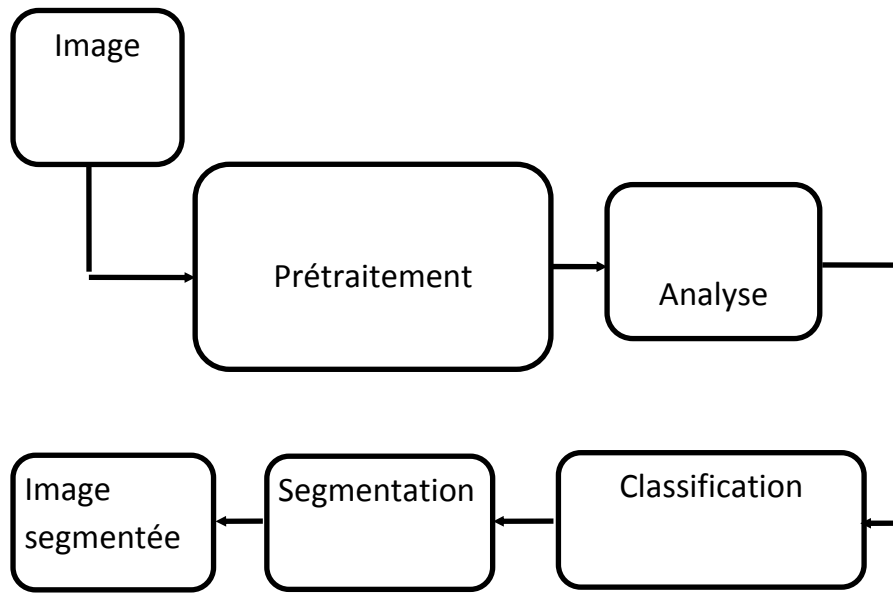 Image
Prétraitement
Analyse
Classification
Segmentation
Image
segmentée